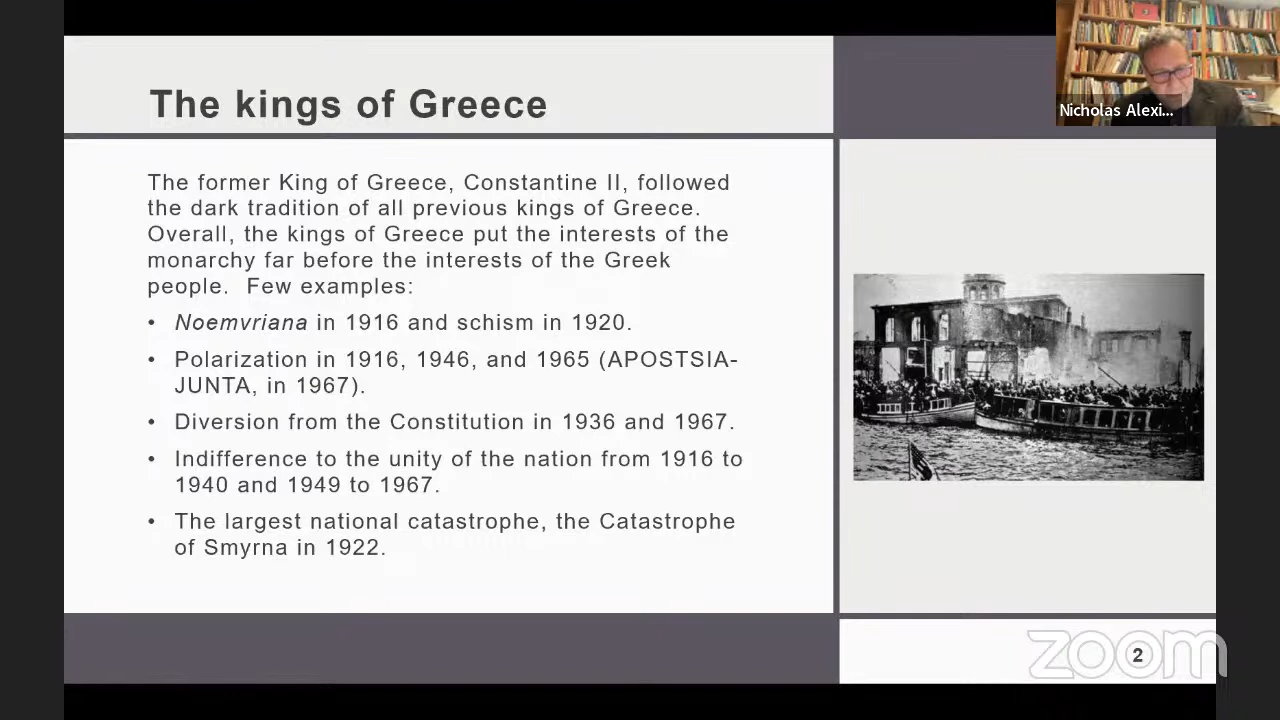 The kings of Greece
Nicholas Alexi...
The former King of Greece, Constantine II, followed
the dark tradition of all previous kings of Greece.
Overall, the kings of Greece put the interests of the
monarchy far before the interests of the Greek
people. Few examples:
• Noemvriana in 1916 and schism in 1920.
• Polarization in 1916, 1946, and 1965 (APOSTSIA-
JUNTA, in 1967).
• Diversion from the Constitution in 1936 and 1967.
• Indifference to the unity of the nation from 1916 to
1940 and 1949 to 1967.
• The largest national catastrophe, the Catastrophe
of Smyrna in 1922.
zoom
2